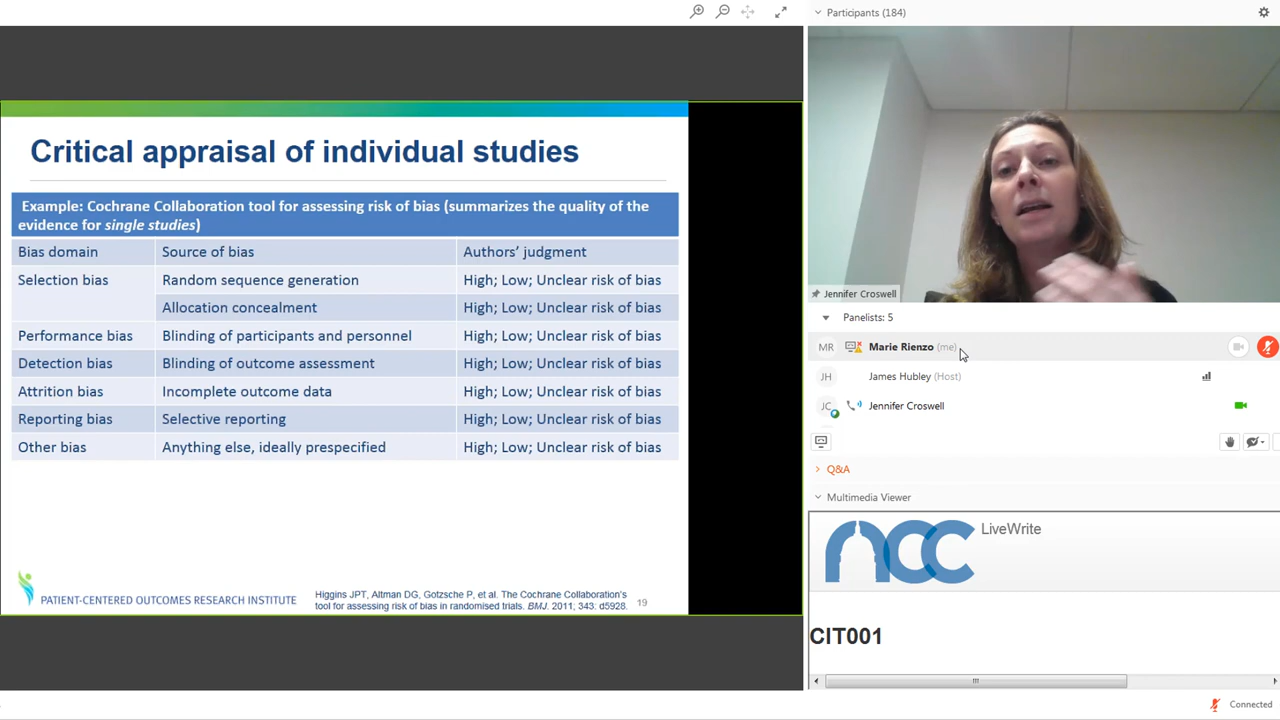 Participants (184)
Critical appraisal of individual studies
Example: Cochrane Collaboration tool for assessing risk of bias (summarizes the quality of the
evidence for single studies)
Bias domain Source of bias Authors' judgment
Selection bias Random sequence generation High; Low; Unclear risk of bias
Allocation concealment High; Low; Unclear risk of bias
Performance bias Blinding of participants and personnel High; Low; Unclear risk of bias
Detection bias Blinding of outcome assessment High; Low; Unclear risk of bias
Attrition bias Incomplete outcome data High; Low; Unclear risk of bias
Reporting bias Selective reporting High; Low; Unclear risk of bias
Other bias Anything else, ideally prespecified High; Low; Unclear risk of bias
PATIENT-CENTERED OUTCOMES RESEARCH INSTITUTE
Higgins JPT, Altman DG, Gotzsche P, et al. The Cochrane Collaboration's
tool for assessing risk of bias in randomised trials. BMJ. 2011; 343: d5928.
19
Jennifer Croswell
Panelists: 5
MR Marie Rienzo (me)
JH James Hubley (Host)
JC Jennifer Croswell
Q&A
Multimedia Viewer
ACC LiveWrite
CIT001
Connected